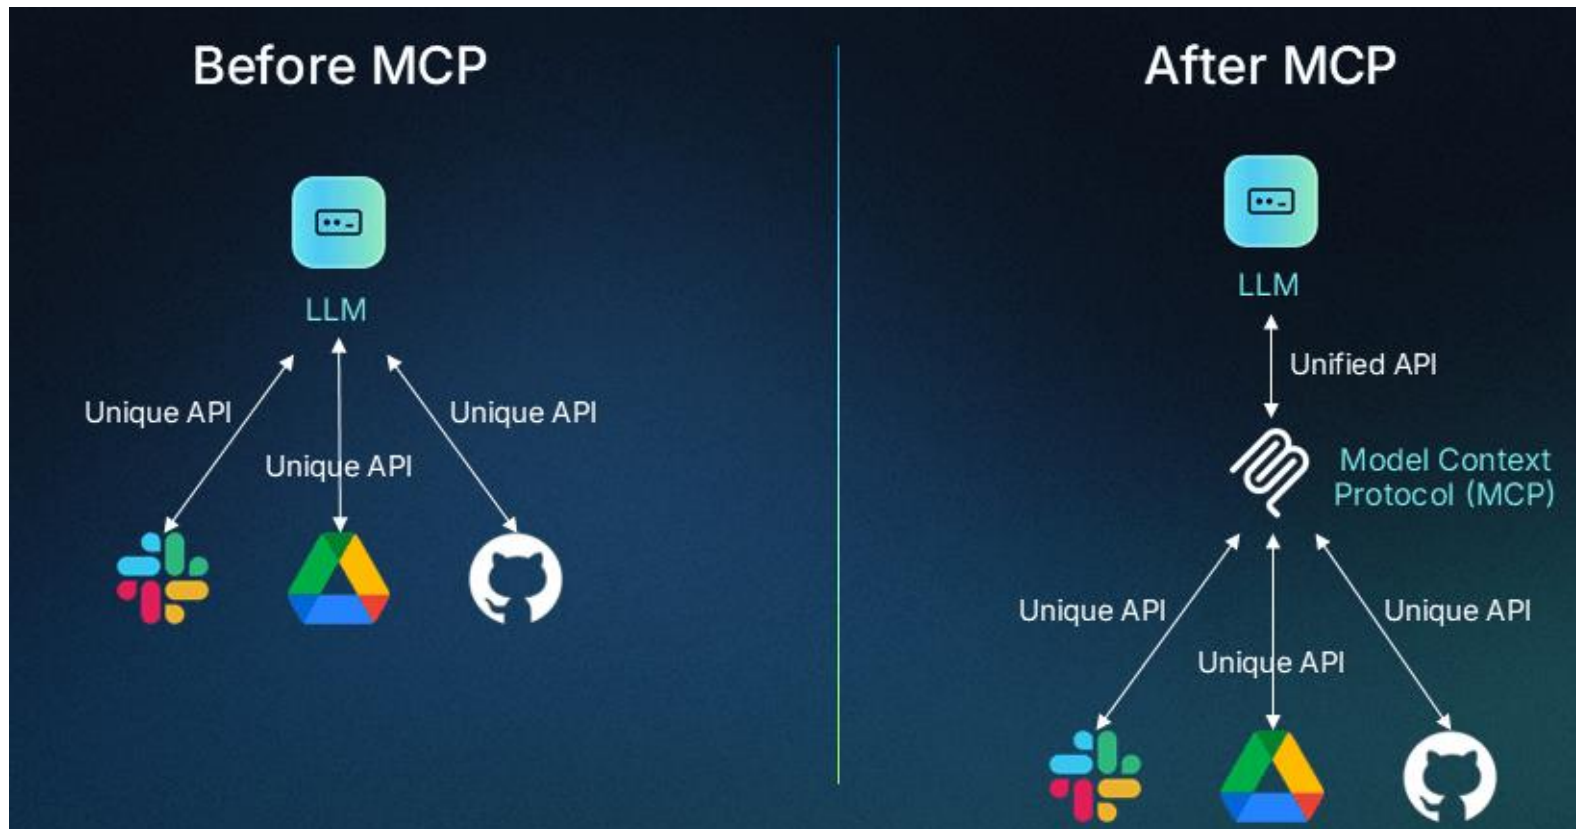 Before MCP
LLM
Unique API
Unique API
Unique API
After MCP
LLM
Unified API
Model Context
Protocol (MCP)
Unique API
Unique API
Unique API